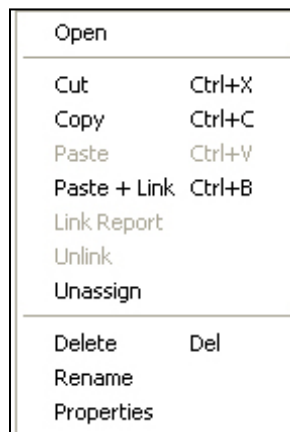 Open
Cut Ctrl+X
Copy Ctrl+C
Paste Ctrl+V
Paste + Link Ctrl+B
Link Report
Unlink
Unassign
Delete Del
Rename
Properties